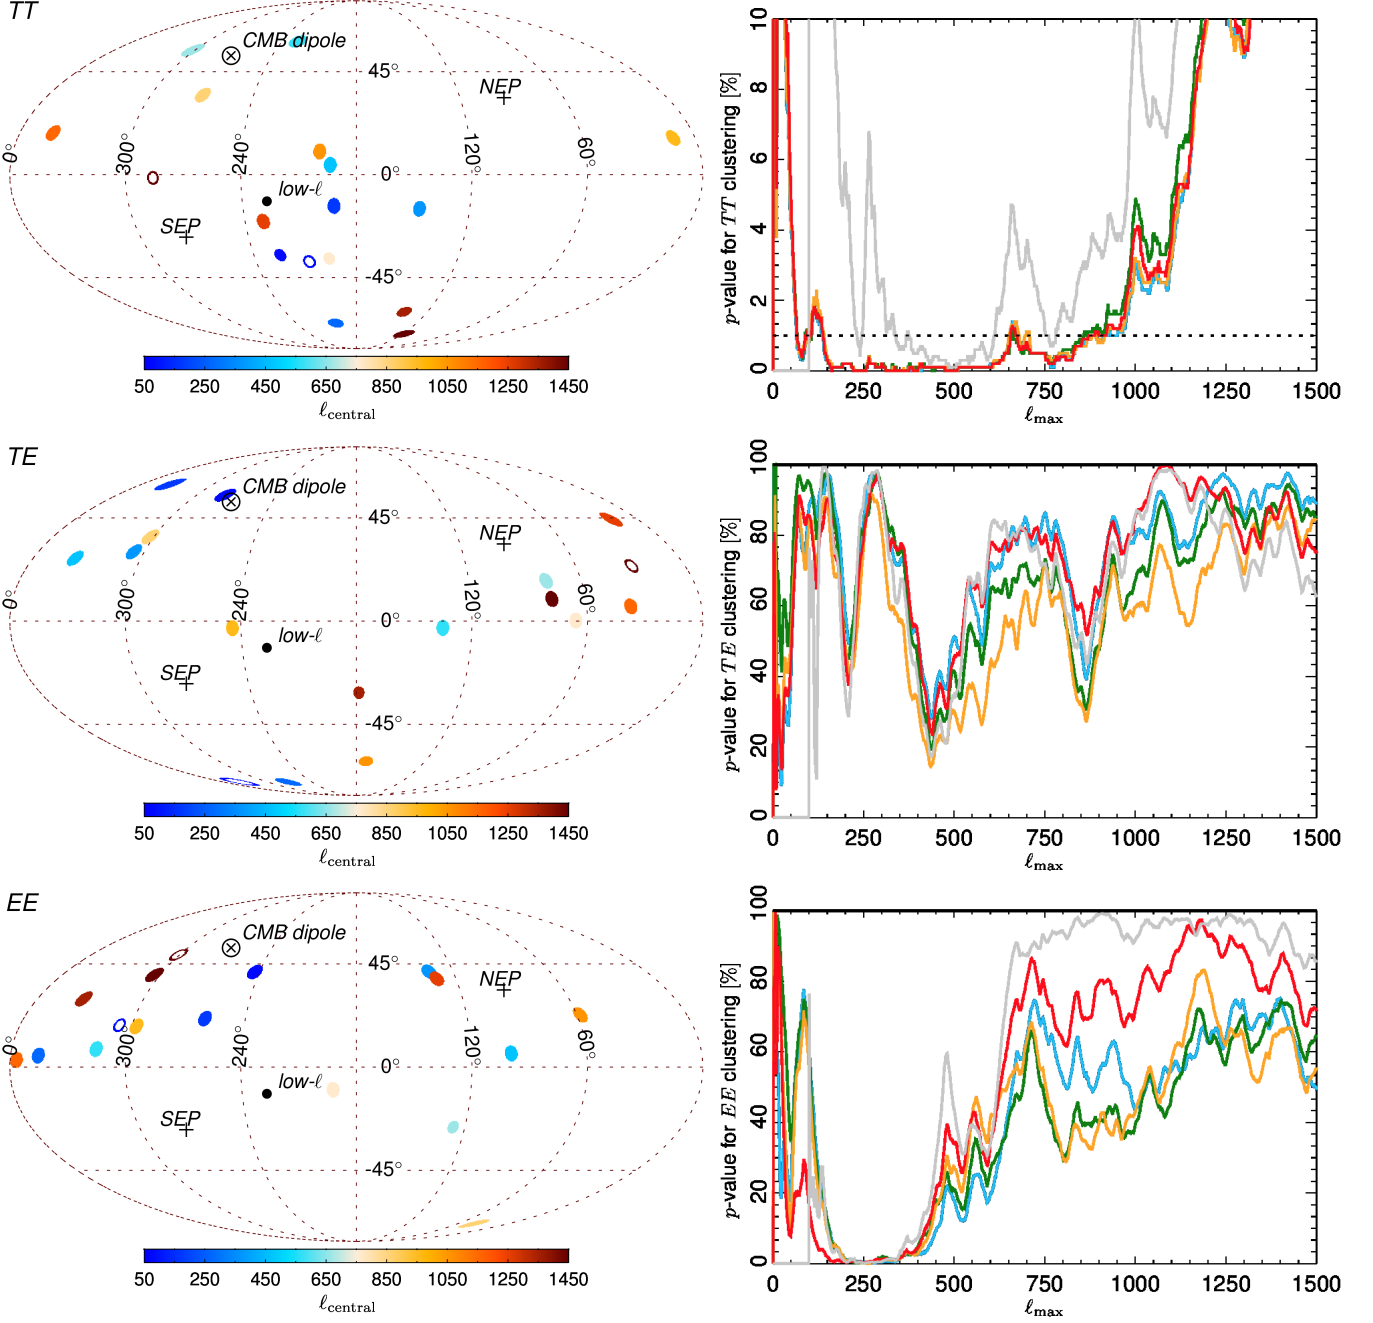 TT
CMB dipole
45°
NEP
0°
300°
240°
120°
60°
0°
low-ℓ
SEP
-45°
50 250 450 650 850 1050 1250 1450
ℓcentral
p-value for TT clustering [%]
10
8
6
4
2
0
0 250 500 750 1000 1250 1500
ℓmax
TE
CMB dipole
45°
NEP
0°
300°
240°
120°
60°
0°
low-ℓ
SEP
-45°
50 250 450 650 850 1050 1250 1450
ℓcentral
p-value for TE clustering [%]
100
80
60
40
20
0
0 250 500 750 1000 1250 1500
ℓmax
EE
CMB dipole
45°
NEP
0°
300°
240°
120°
60°
0°
low-ℓ
SEP
-45°
50 250 450 650 850 1050 1250 1450
ℓcentral
p-value for EE clustering [%]
100
80
60
40
20
0
0 250 500 750 1000 1250 1500
ℓmax